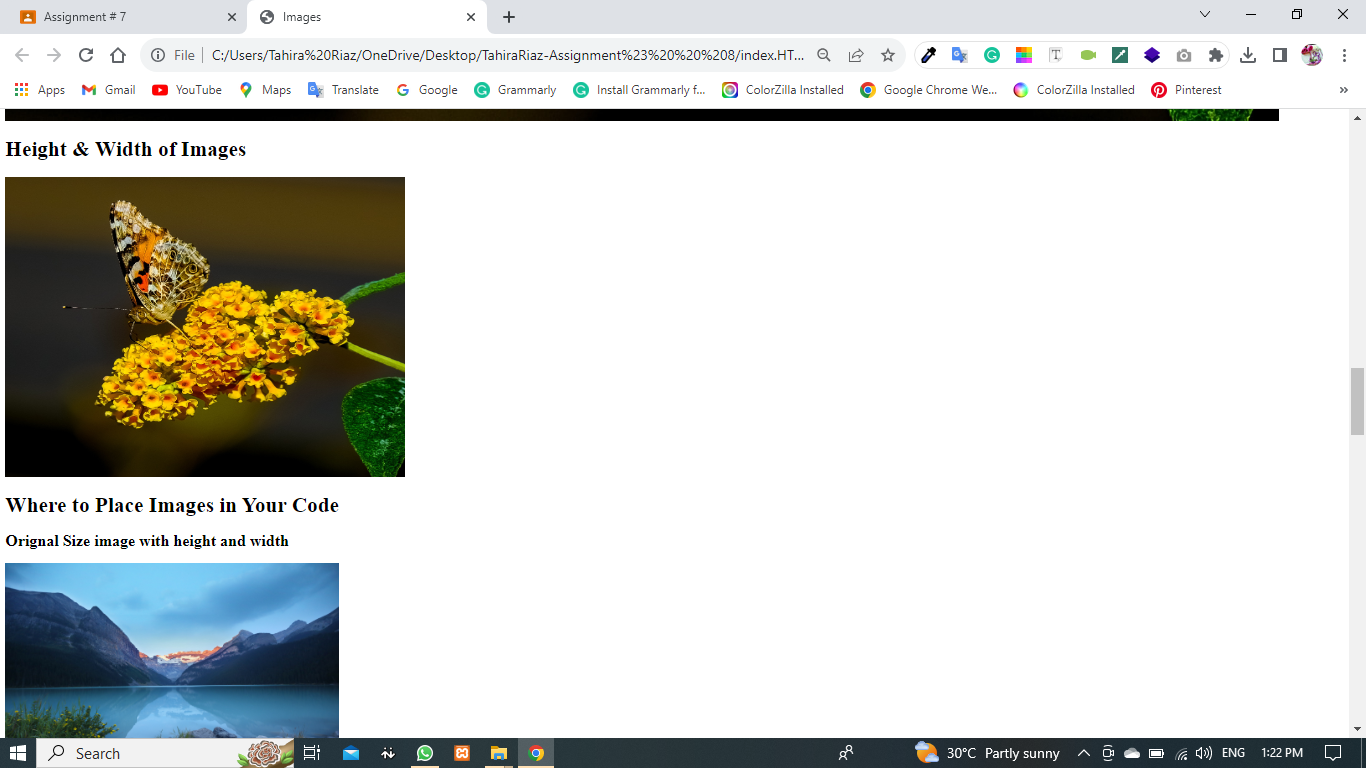 Assignment # 7
Images
File
C:/Users/Tahira%20Riaz/OneDrive/Desktop/TahiraRiaz-Assignment%23%20%20%208/index.HT...
Apps
Gmail
YouTube
Maps
Translate
Google
Grammarly
Install Grammarly f...
ColorZilla Installed
Google Chrome We...
ColorZilla Installed
Pinterest
»
Height & Width of Images
Where to Place Images in Your Code
Orignal Size image with height and width
Search
30°C Partly sunny
ENG
1:22 PM